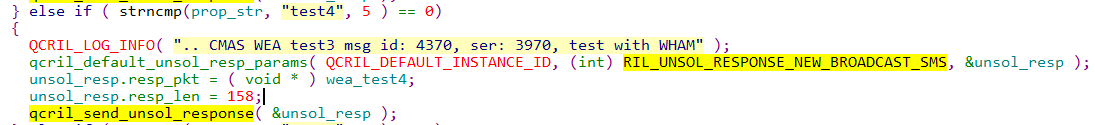 } else if ( strncmp(prop_str, "test4", 5 ) == 0)
{
QCRIL_LOG_INFO( ".. CMAS WEA test3 msg id: 4370, ser: 3970, test with WHAM" );
qcril_default_unsol_resp_params( QCRIL_DEFAULT_INSTANCE_ID, (int) RIL_UNSOL_RESPONSE_NEW_BROADCAST_SMS, &unsol_resp );
unsol_resp.resp_pkt = ( void * ) wea_test4;
unsol_resp.resp_len = 158;
qcril_send_unsol_response( &unsol_resp );